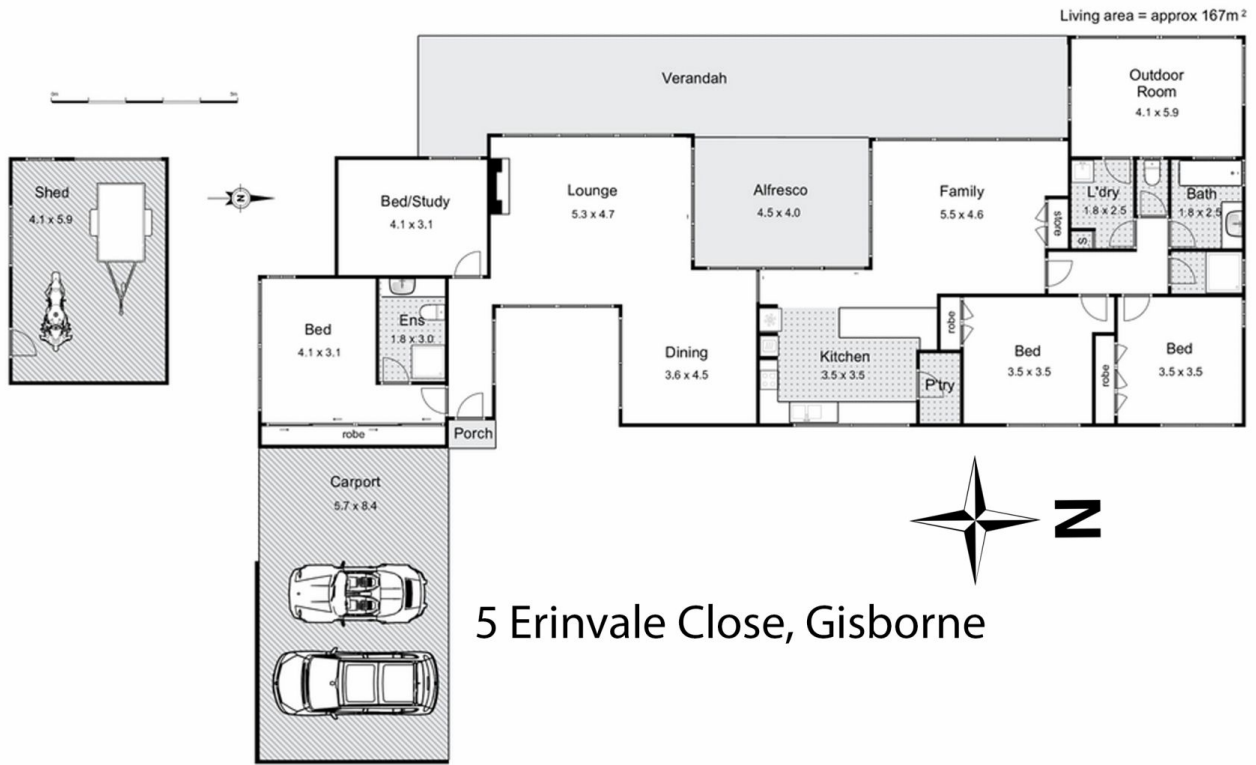 Living area = approx 167m²
Verandah
Outdoor
Room
4.1 x 5.9
0m
5m
Shed
4.1 x 5.9
N
Bed/Study
4.1 x 3.1
Lounge
5.3 x 4.7
Alfresco
4.5 x 4.0
Family
5.5 x 4.6
store
L'dry
1.8 x 2.5
S
Bath
1.8 x 2.5
Bed
4.1 x 3.1
Ens
1.8 x 3.0
robe
Porch
Dining
3.6 x 4.5
Kitchen
3.5 x 3.5
P'try
robe
Bed
3.5 x 3.5
robe
Bed
3.5 x 3.5
Carport
5.7 x 8.4
N
5 Erinvale Close, Gisborne